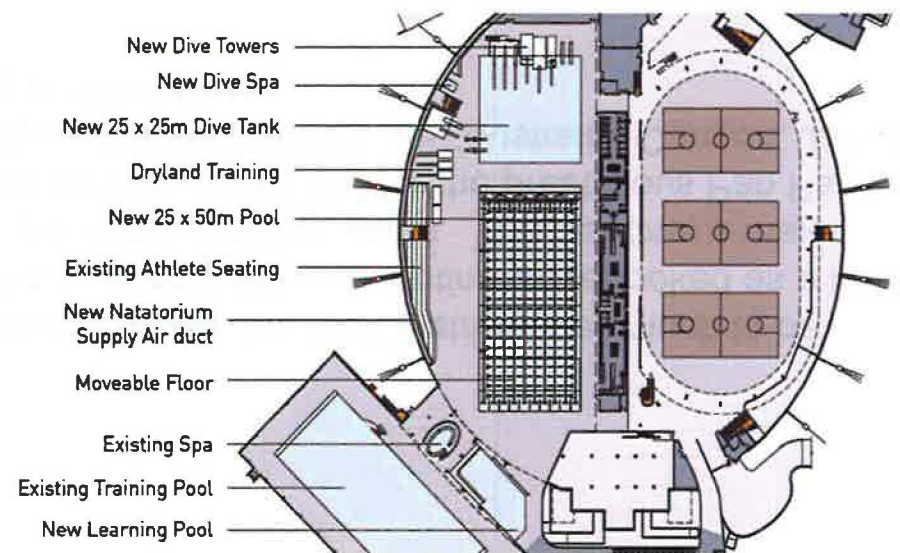 New Dive Towers
New Dive Spa
New 25 x 25m Dive Tank
Dryland Training
New 25 x 50m Pool
Existing Athlete Seating
New Natatorium
Supply Air duct
Moveable Floor
Existing Spa
Existing Training Pool
New Learning Pool